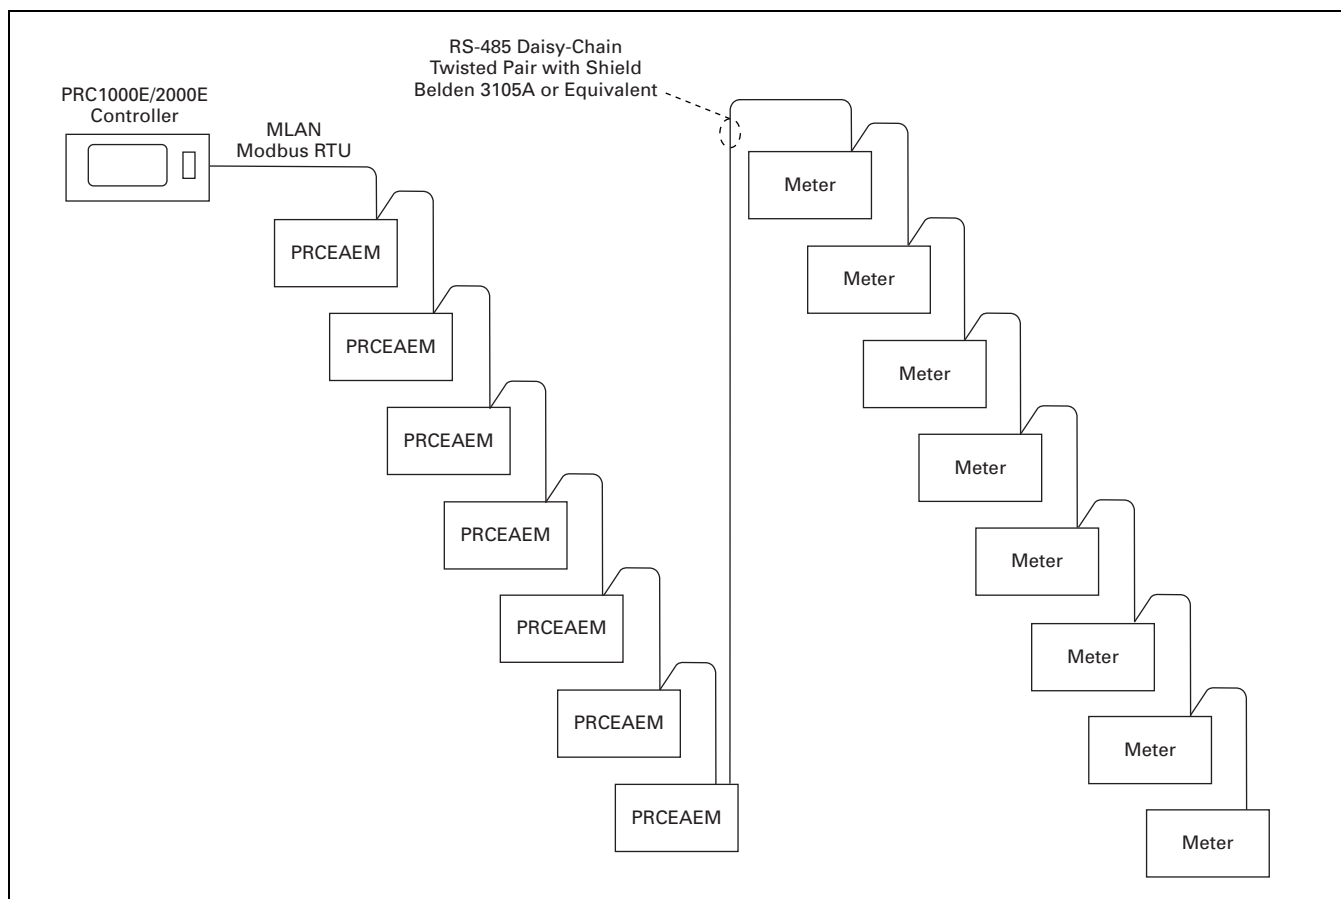 RS-485 Daisy-Chain
Twisted Pair with Shield
Belden 3105A or Equivalent
PRC1000E/2000E
Controller
MLAN
Modbus RTU
PRCEAEM
PRCEAEM
PRCEAEM
PRCEAEM
PRCEAEM
PRCEAEM
PRCEAEM
Meter
Meter
Meter
Meter
Meter
Meter
Meter
Meter